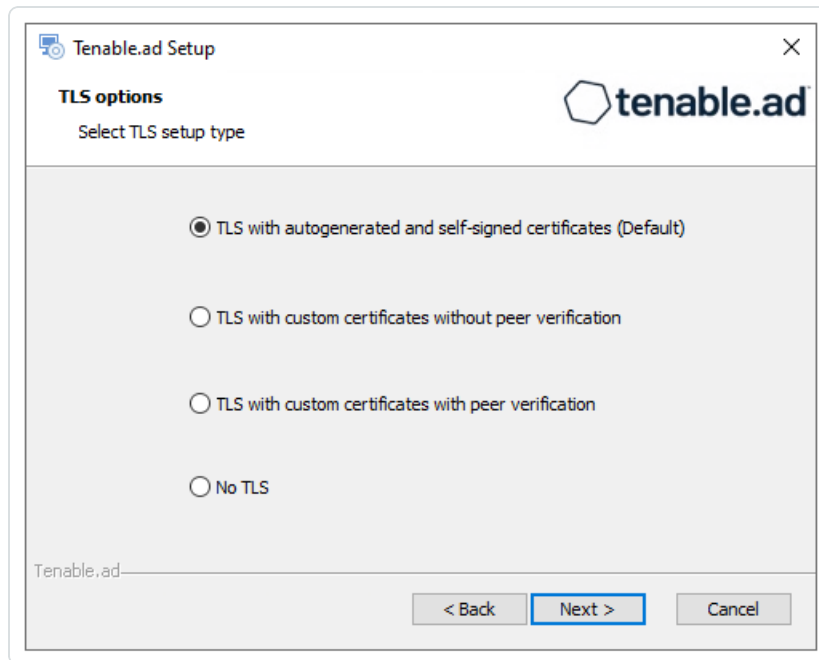 Tenable.ad Setup
TLS options
Select TLS setup type
tenable.ad
TLS with autogenerated and self-signed certificates (Default)
TLS with custom certificates without peer verification
TLS with custom certificates with peer verification
No TLS
Tenable.ad
< Back
Next >
Cancel